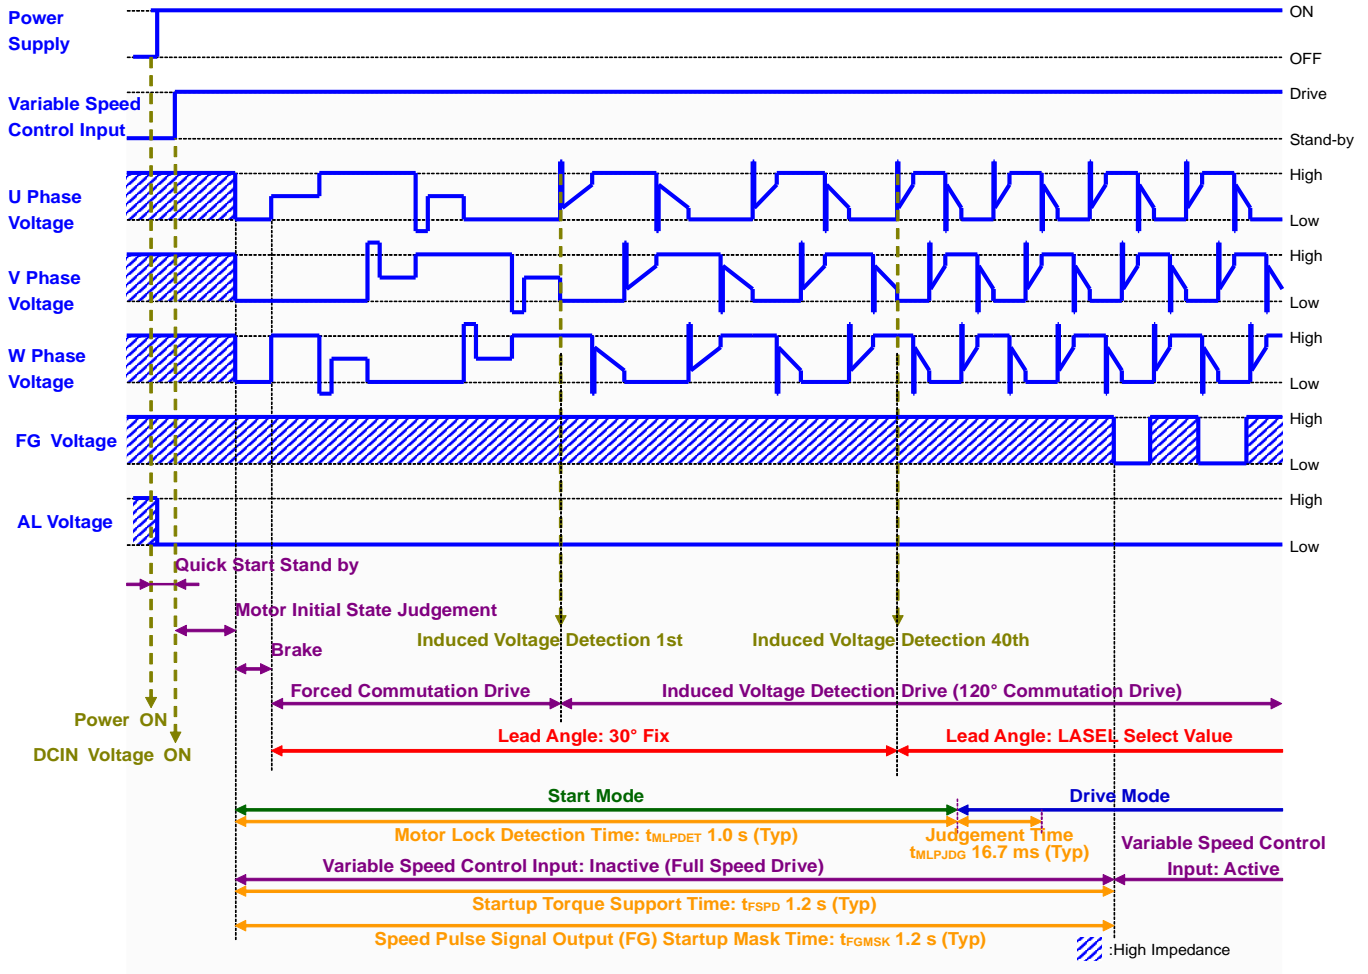 Power
Supply
ON
OFF
Variable Speed
Control Input
Drive
Stand-by
U Phase
Voltage
High
Low
V Phase
Voltage
High
Low
W Phase
Voltage
High
Low
FG Voltage
High
Low
AL Voltage
High
Low
Quick Start Stand by
Motor Initial State Judgement
Induced Voltage Detection 1st
Induced Voltage Detection 40th
Brake
Forced Commutation Drive
Induced Voltage Detection Drive (120° Commutation Drive)
Power ON
DCIN Voltage ON
Lead Angle: 30° Fix
Lead Angle: LASEL Select Value
Start Mode
Drive Mode
Motor Lock Detection Time: tMLPDET 1.0 s (Typ)
Judgement Time
tMLPJDG 16.7 ms (Typ)
Variable Speed Control Input: Inactive (Full Speed Drive)
Variable Speed Control
Input: Active
Startup Torque Support Time: tFSPD 1.2 s (Typ)
Speed Pulse Signal Output (FG) Startup Mask Time: tFGMSK 1.2 s (Typ)
:High Impedance